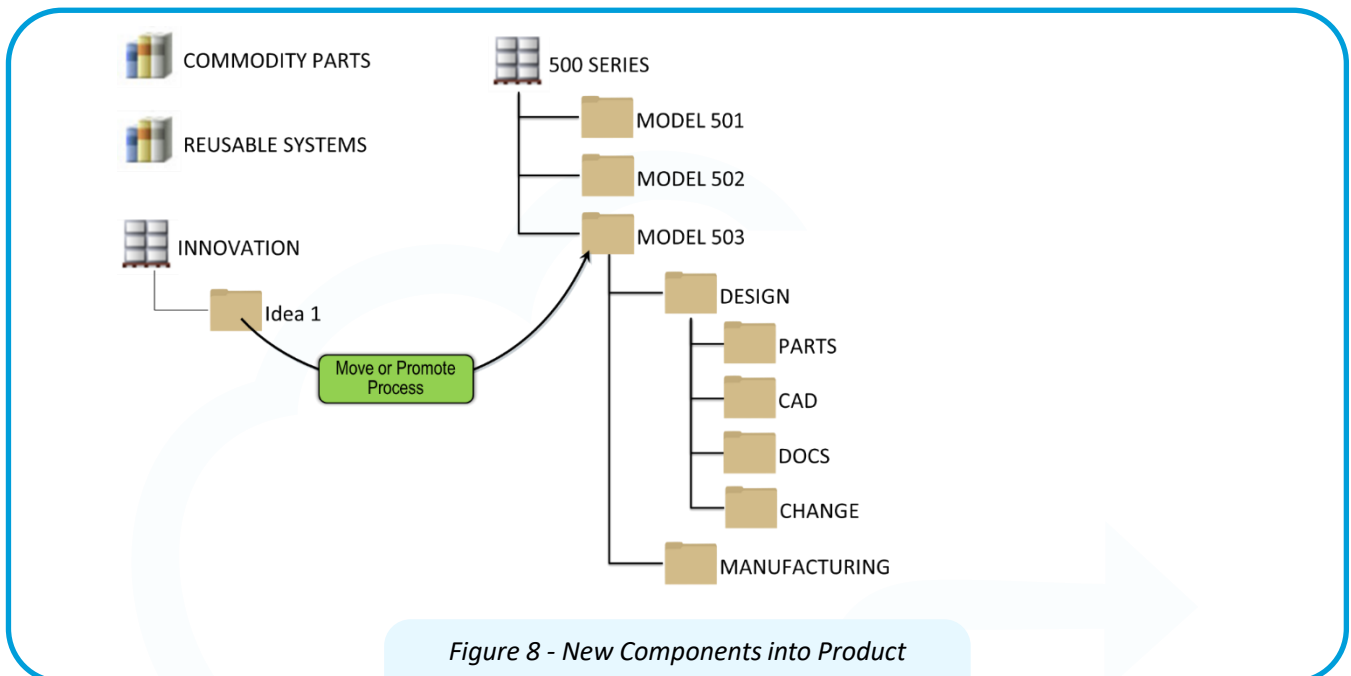 COMMODITY PARTS
REUSABLE SYSTEMS
INNOVATION
Idea 1
Move or Promote
Process
500 SERIES
MODEL 501
MODEL 502
MODEL 503
DESIGN
PARTS
CAD
DOCS
CHANGE
MANUFACTURING
Figure 8 - New Components into Product